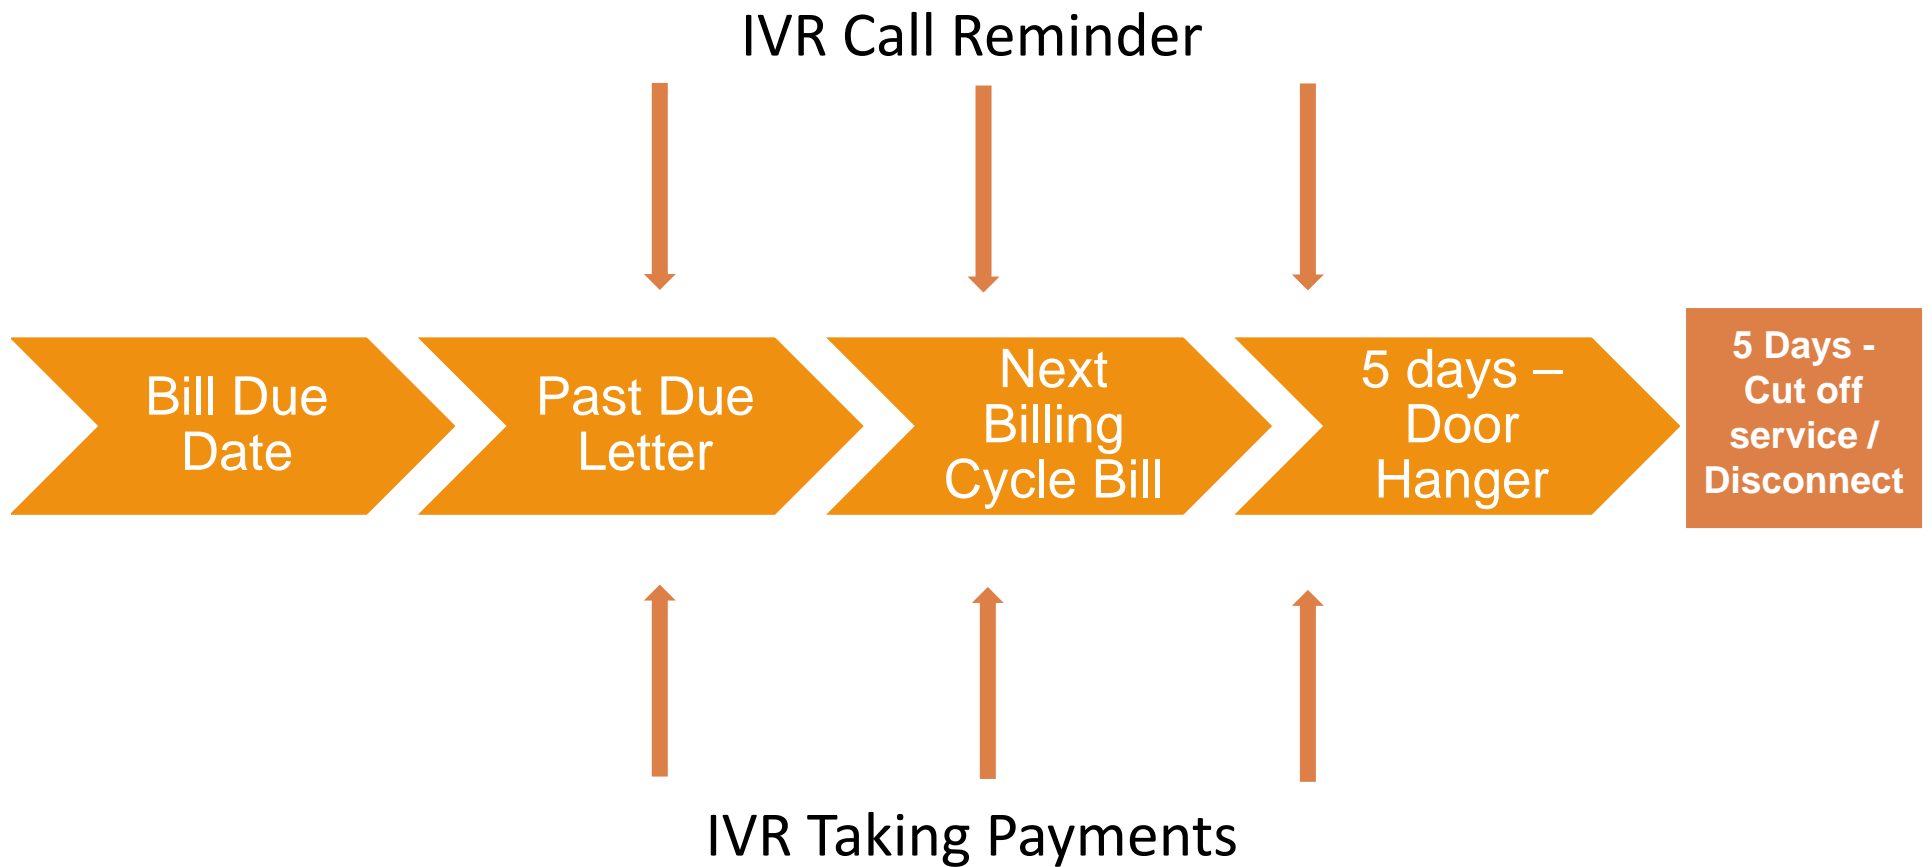 IVR Call Reminder
Bill Due
Date
Past Due
Letter
Next
Billing
Cycle Bill
5 days –
Door
Hanger
5 Days -
Cut off
service /
Disconnect
IVR Taking Payments